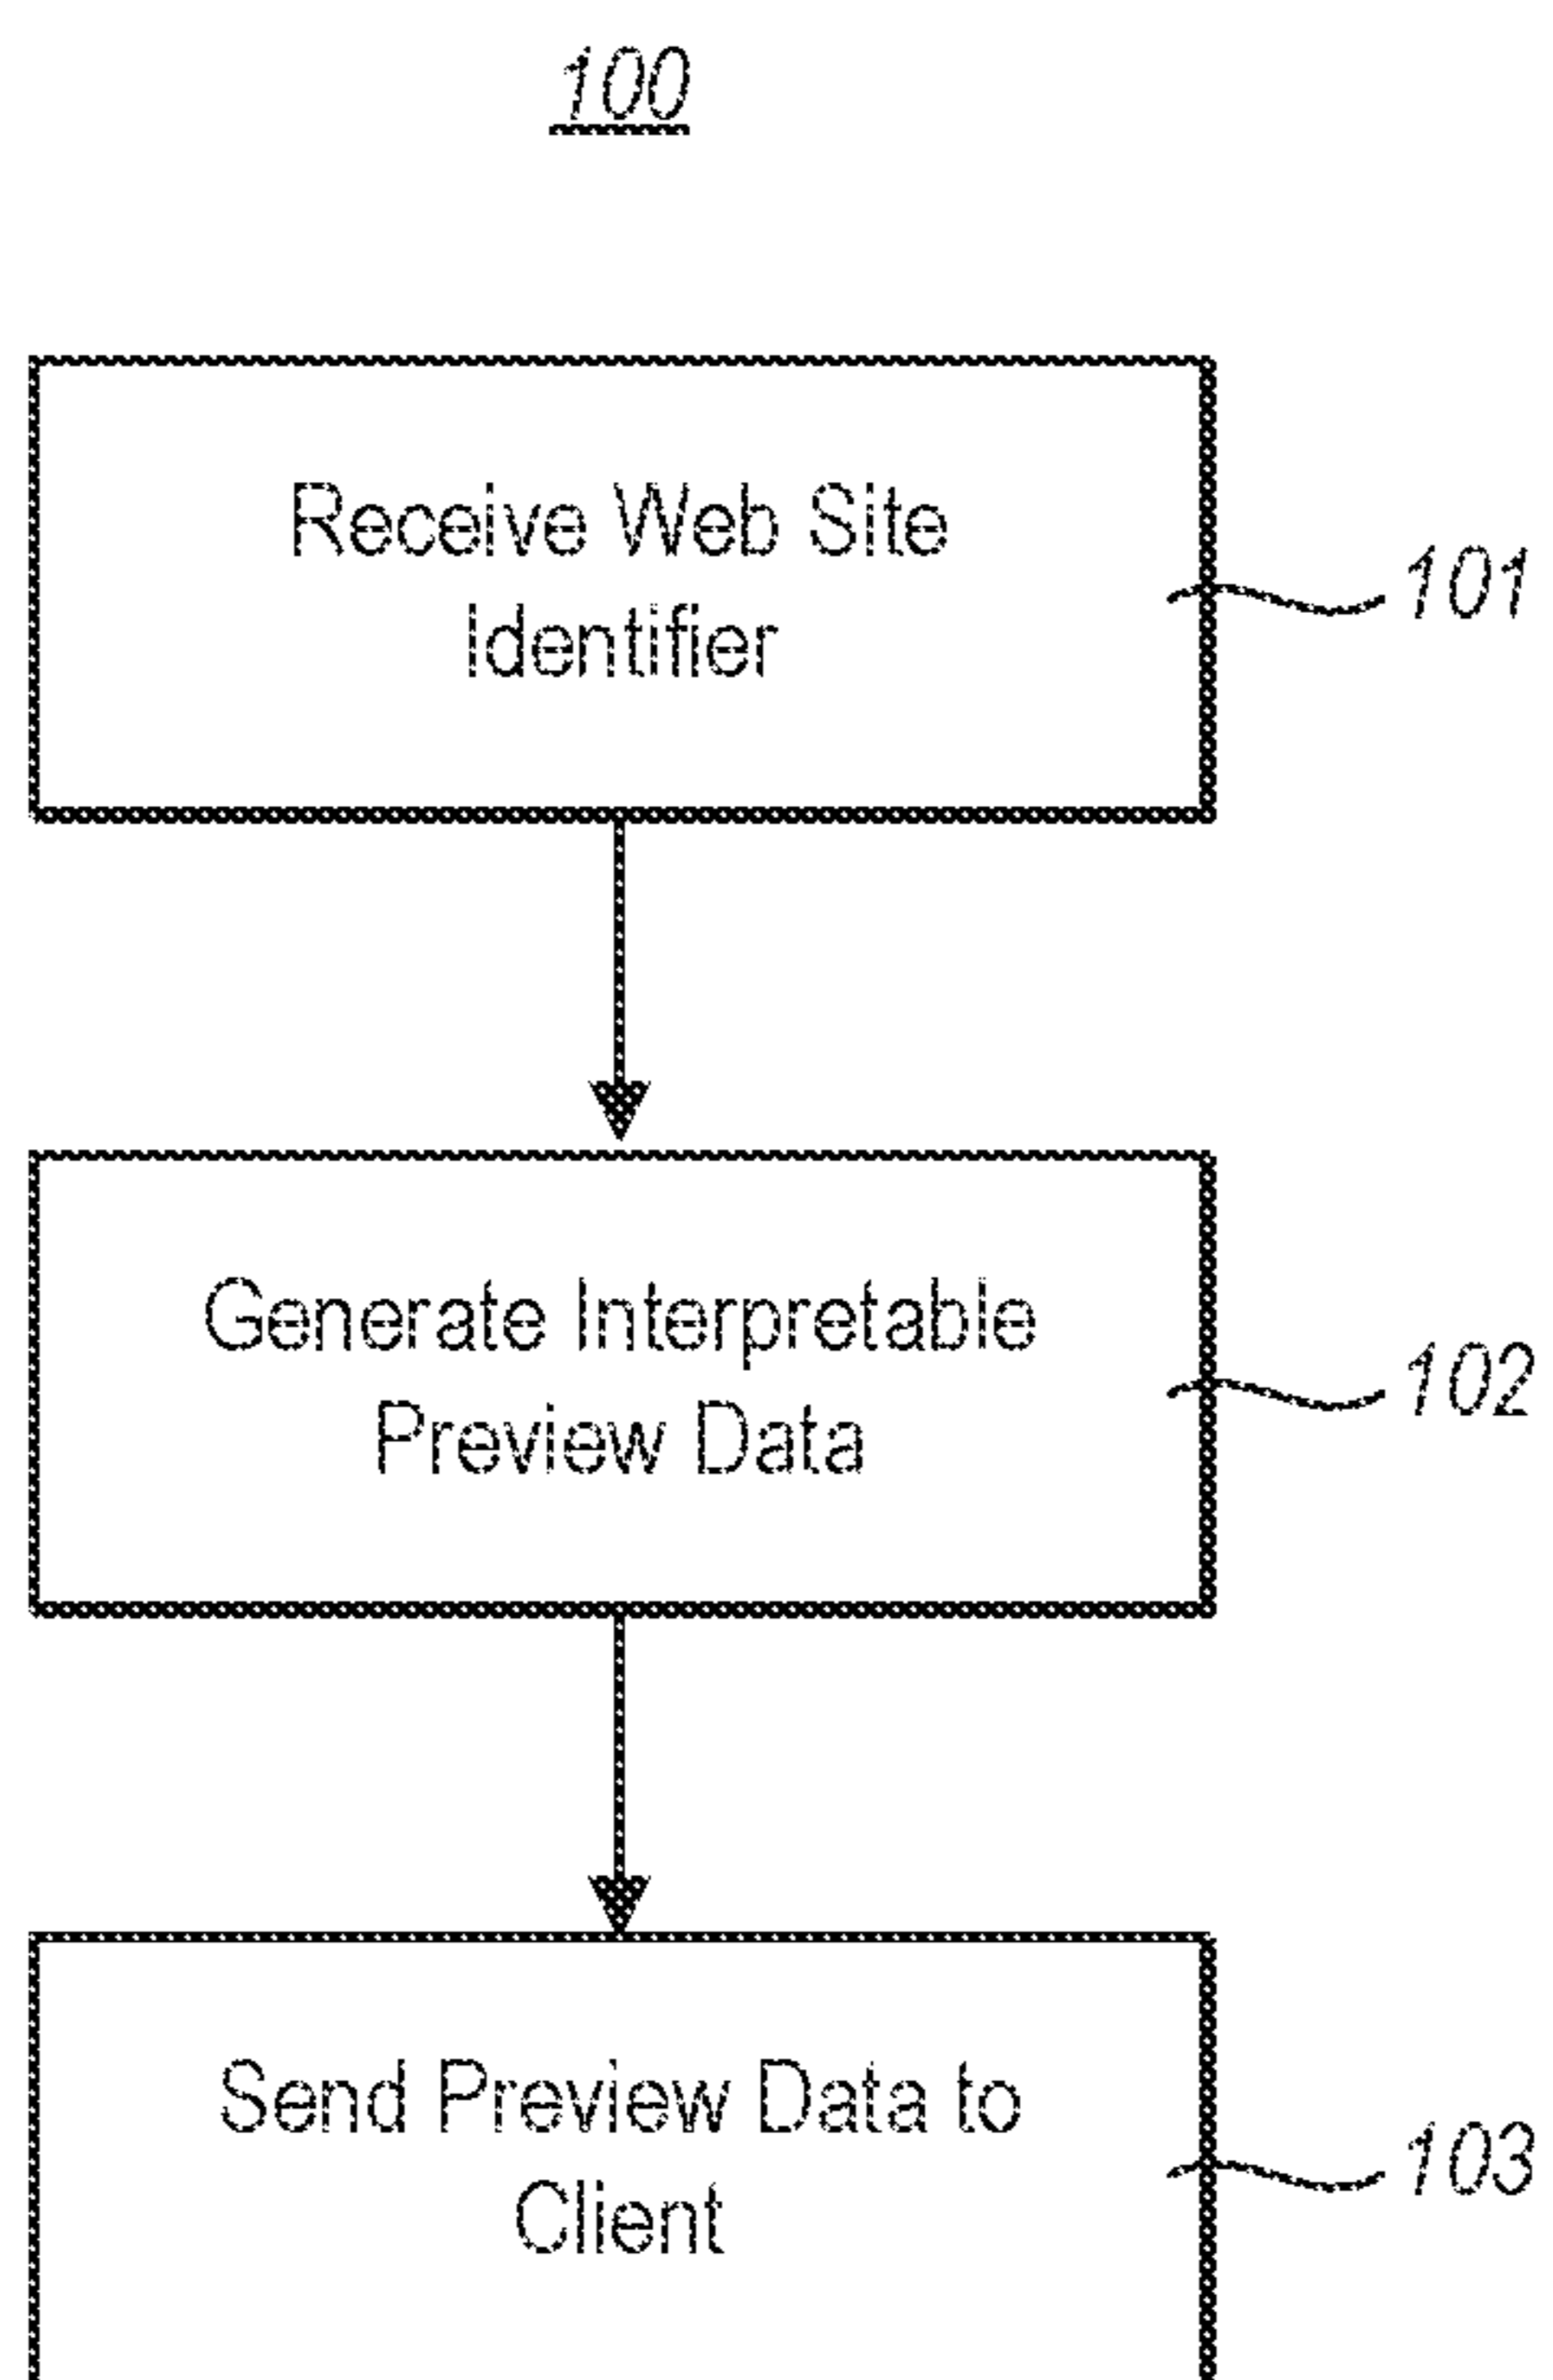 100
Receive Web Site
Identifier
101
Generate Interpretable
Preview Data
102
Send Preview Data to
Client
103